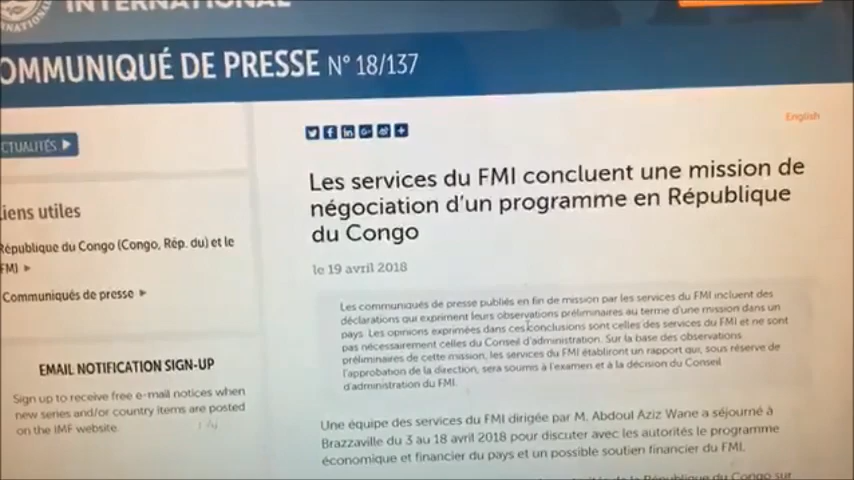 INTERNATIONAL
OMMUNIQUÉ DE PRESSE N° 18/137
English
CTUALITÉS
Les services du FMI concluent une mission de
négociation d'un programme en République
du Congo
le 19 avril 2018
iens utiles
République du Congo (Congo, Rép. du) et le
FMI
Communiqués de presse
EMAIL NOTIFICATION SIGN-UP
Sign up to receive free e-mail notices when
new series and/or country items are posted
on the IMF website.
Les communiqués de presse publiés en fin de mission par les services du FMI incluent des
déclarations qui expriment leurs observations préliminaires au terme d'une mission dans un
pays. Les opinions exprimées dans ces conclusions sont celles des services du FMI et ne sont
pas nécessairement celles du Conseil d'administration. Sur la base des observations
préliminaires de cette mission, les services du FMI établiront un rapport qui, sous réserve de
l'approbation de la direction, sera soumis à l'examen et à la décision du Conseil
d'administration du FMI.
Une équipe des services du FMI dirigée par M. Abdoul Aziz Wane a séjourné à
Brazzaville du 3 au 18 avril 2018 pour discuter avec les autorités le programme
économique et financier du pays et un possible soutien financier du FMI.
de la République du Congo sur